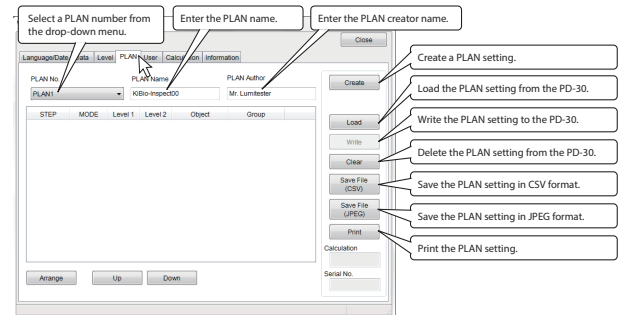 Select a PLAN number from
the drop-down menu.
Enter the PLAN name.
Enter the PLAN creator name.
Close
Language/Date Data Level PLAN User Calculation Information
PLAN No.
PLAN Name
PLAN Author
PLAN1
KiBio-Inspect00
Mr. Lumitester
STEP MODE Level 1 Level 2 Object Group
Create
Load
Write
Clear
Save File
(CSV)
Save File
(JPEG)
Print
Calculation
Serial No.
Arrange
Up
Down
Create a PLAN setting.
Load the PLAN setting from the PD-30.
Write the PLAN setting to the PD-30.
Delete the PLAN setting from the PD-30.
Save the PLAN setting in CSV format.
Save the PLAN setting in JPEG format.
Print the PLAN setting.